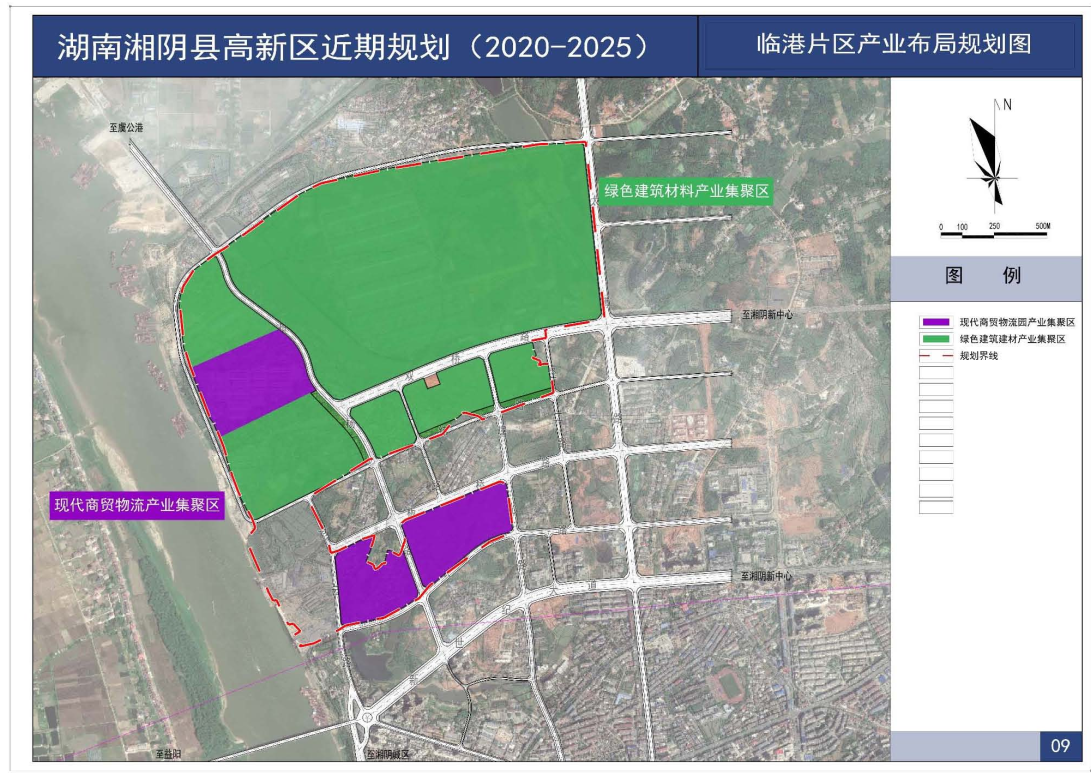 湖南湘阴县高新区近期规划（2020-2025）
临港片区产业布局规划图
至虞公港
N
绿色建筑材料产业集聚区
0 100 250 500M
图 例
至湘阴新中心
现代商贸物流园产业集聚区
绿色建筑建材产业集聚区
规划界线
现代商贸物流产业集聚区
至湘阴新中心
大
道
至益阳
至湘阴城区
09